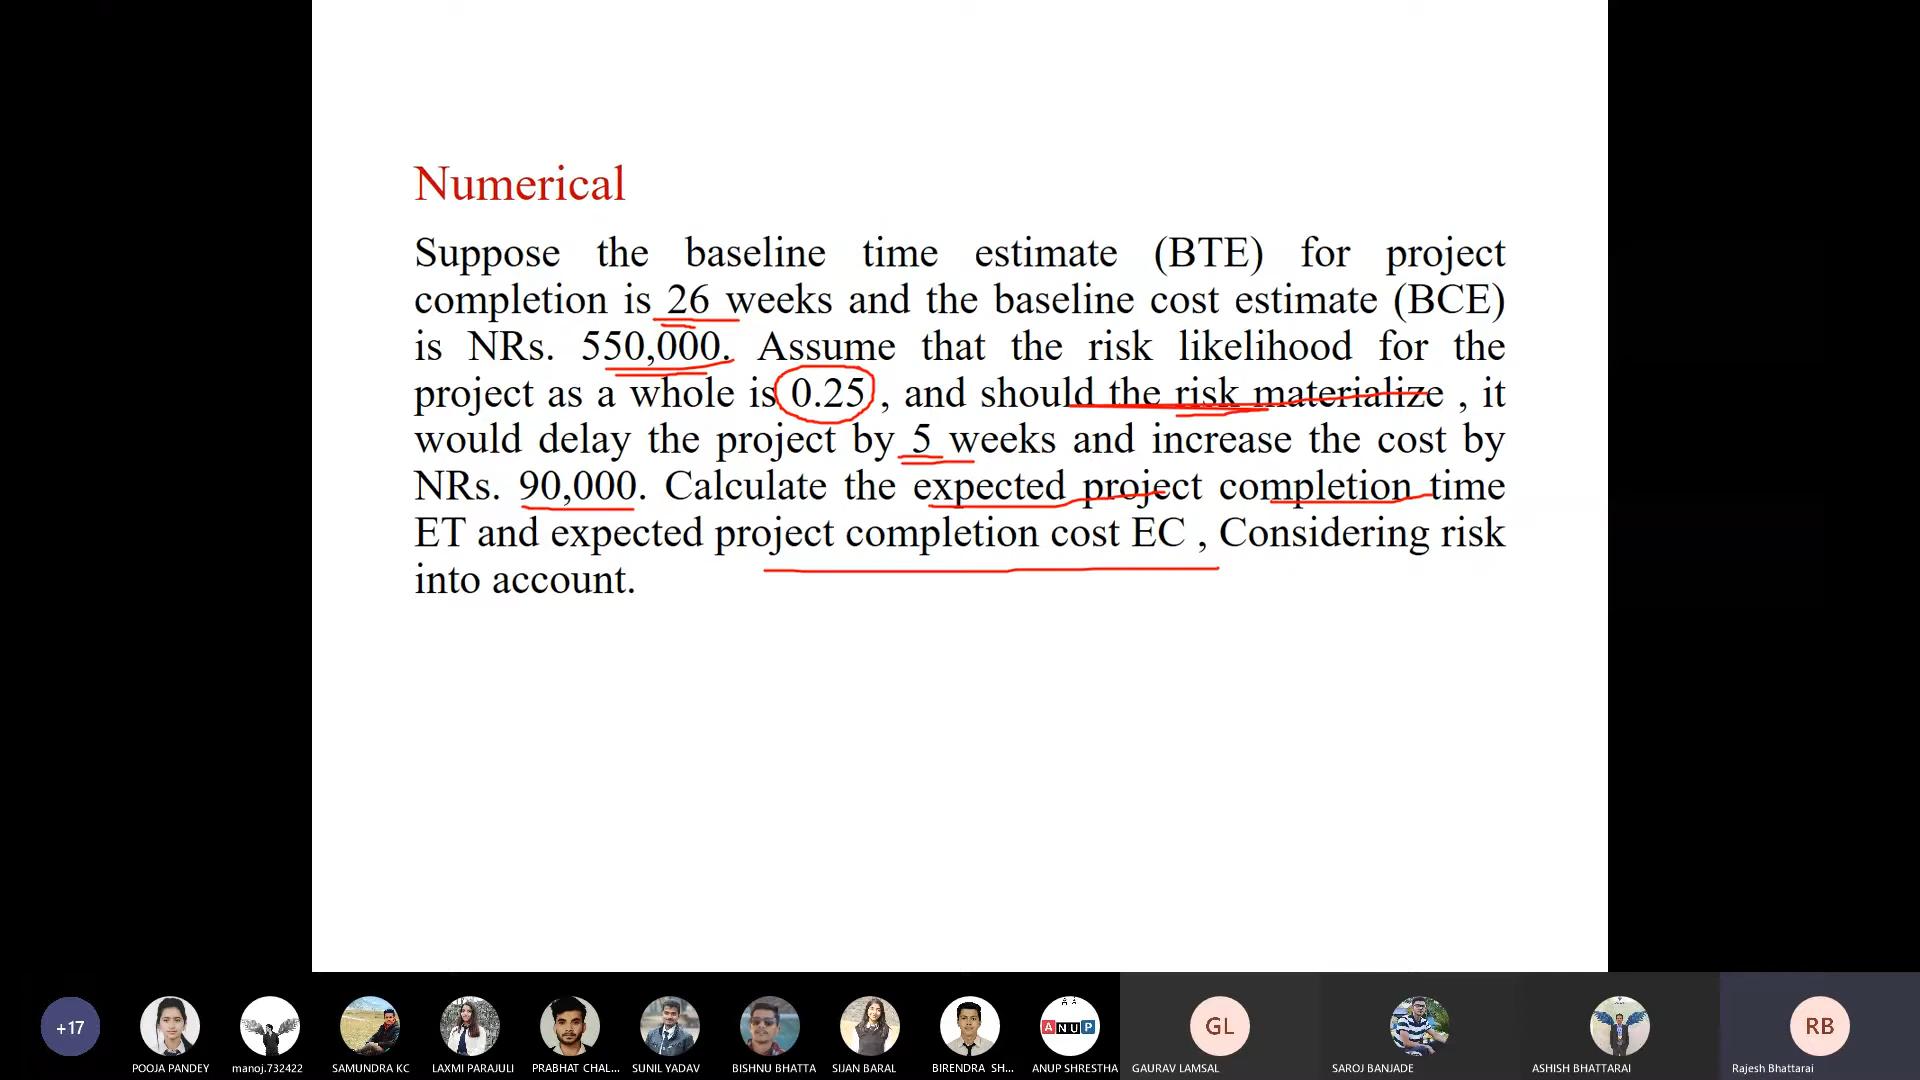 Numerical
Suppose the baseline time estimate (BTE) for project
completion is 26 weeks and the baseline cost estimate (BCE)
is NRs. 550,000. Assume that the risk likelihood for the
project as a whole is 0.25 , and should the risk materialize , it
would delay the project by 5 weeks and increase the cost by
NRs. 90,000. Calculate the expected project completion time
ET and expected project completion cost EC , Considering risk
into account.
+17
ANUP
GL
RB
POOJA PANDEY
manoj.732422
SAMUNDRA KC
LAXMI PARAJULI
PRABHAT CHAL...
SUNIL YADAV
BISHNU BHATTA
SIJAN BARAL
BIRENDRA SH...
ANUP SHRESTHA
GAURAV LAMSAL
SAROJ BANJADE
ASHISH BHATTARAI
Rajesh Bhattarai